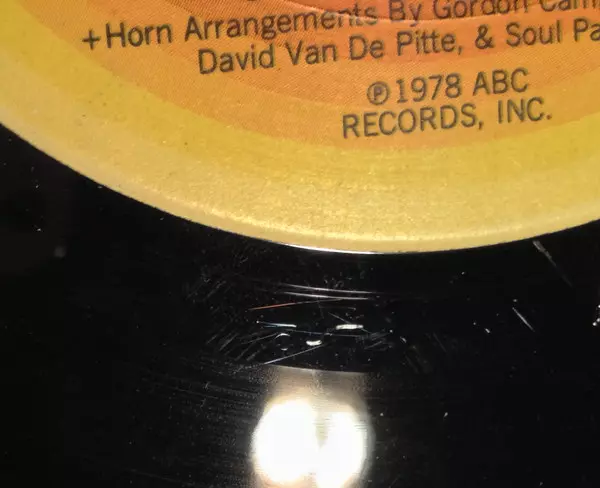 +Horn Arrangements By Gordon
David Van De Pitte, & Soul
℗1978 ABC
RECORDS, INC.